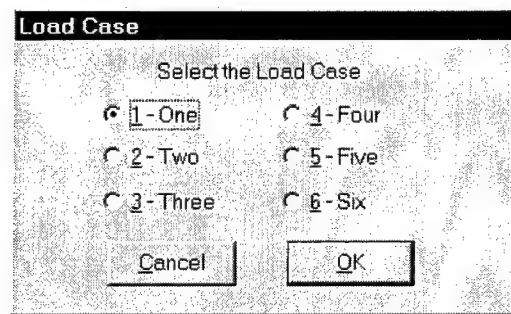 Load Case
Select the Load Case
1 - One
4 - Four
2 - Two
5 - Five
3 - Three
6 - Six
Cancel
OK